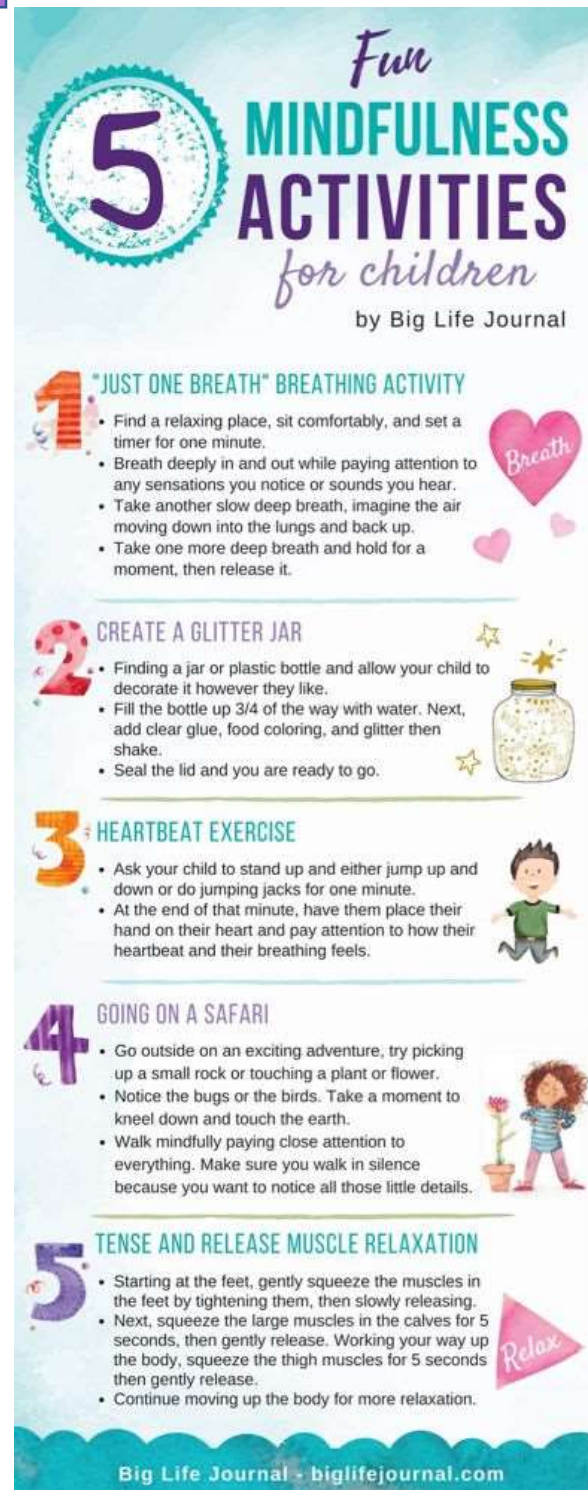 Fun
5
MINDFULNESS
ACTIVITIES
for children
by Big Life Journal
1
"JUST ONE BREATH" BREATHING ACTIVITY
• Find a relaxing place, sit comfortably, and set a
timer for one minute.
• Breath deeply in and out while paying attention to
any sensations you notice or sounds you hear.
• Take another slow deep breath, imagine the air
moving down into the lungs and back up.
• Take one more deep breath and hold for a
moment, then release it.
Breath
2
CREATE A GLITTER JAR
• Finding a jar or plastic bottle and allow your child to
decorate it however they like.
• Fill the bottle up 3/4 of the way with water. Next,
add clear glue, food coloring, and glitter then
shake.
• Seal the lid and you are ready to go.
3
HEARTBEAT EXERCISE
• Ask your child to stand up and either jump up and
down or do jumping jacks for one minute.
• At the end of that minute, have them place their
hand on their heart and pay attention to how their
heartbeat and their breathing feels.
4
GOING ON A SAFARI
• Go outside on an exciting adventure, try picking
up a small rock or touching a plant or flower.
• Notice the bugs or the birds. Take a moment to
kneel down and touch the earth.
• Walk mindfully paying close attention to
everything. Make sure you walk in silence
because you want to notice all those little details.
5
TENSE AND RELEASE MUSCLE RELAXATION
• Starting at the feet, gently squeeze the muscles in
the feet by tightening them, then slowly releasing.
• Next, squeeze the large muscles in the calves for 5
seconds, then gently release. Working your way up
the body, squeeze the thigh muscles for 5 seconds
then gently release.
• Continue moving up the body for more relaxation.
Relax
Big Life Journal - biglifejournal.com